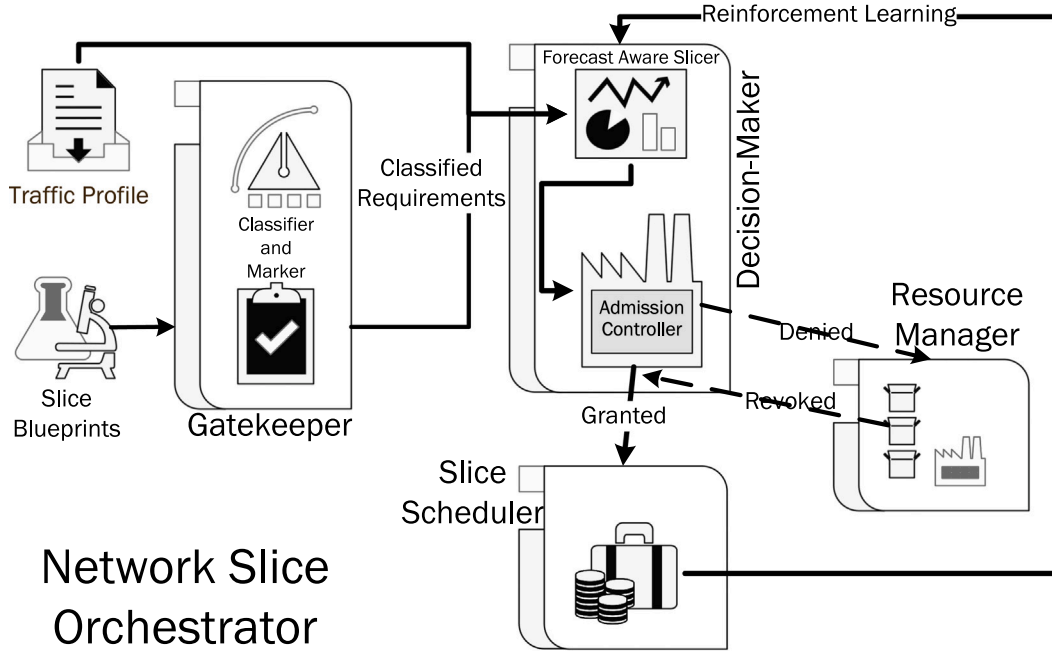 Reinforcement Learning
Forecast Aware Slicer
Decision-Maker
Traffic Profile
Classified
Requirements
Classifier
and
Marker
Admission
Controller
Resource
Manager
Denied
Slice
Blueprints
Gatekeeper
Granted
Revoked
Slice
Scheduler
Network Slice
Orchestrator